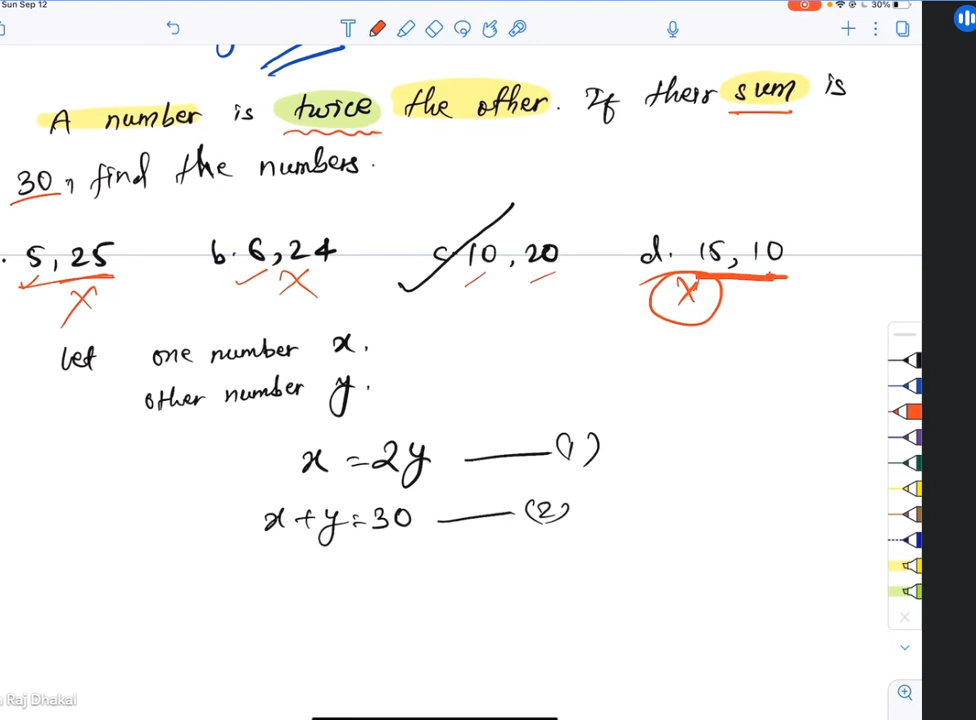 Sun Sep 12
30%
A number is twice the other. If their sum is
30, find the numbers.
. 5, 25 b. 6, 24 c. 10, 20 d. 15, 10
x x x
Let one number x.
other number y.
x = 2y —— (1)
x + y = 30 —— (2)
Raj Dhakal